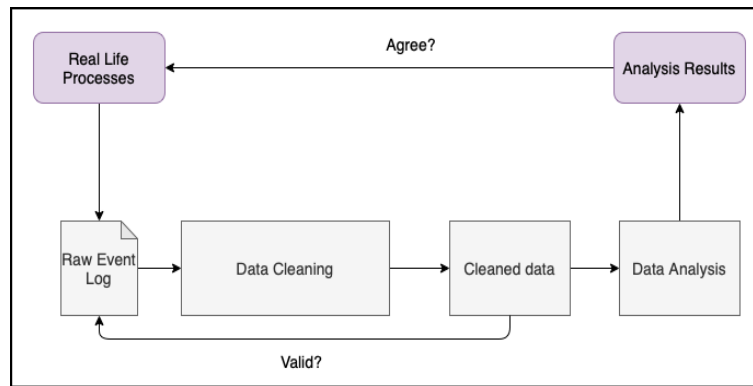 Agree?
Real Life
Processes
Analysis Results
Raw Event
Log
Data Cleaning
Cleaned data
Data Analysis
Valid?